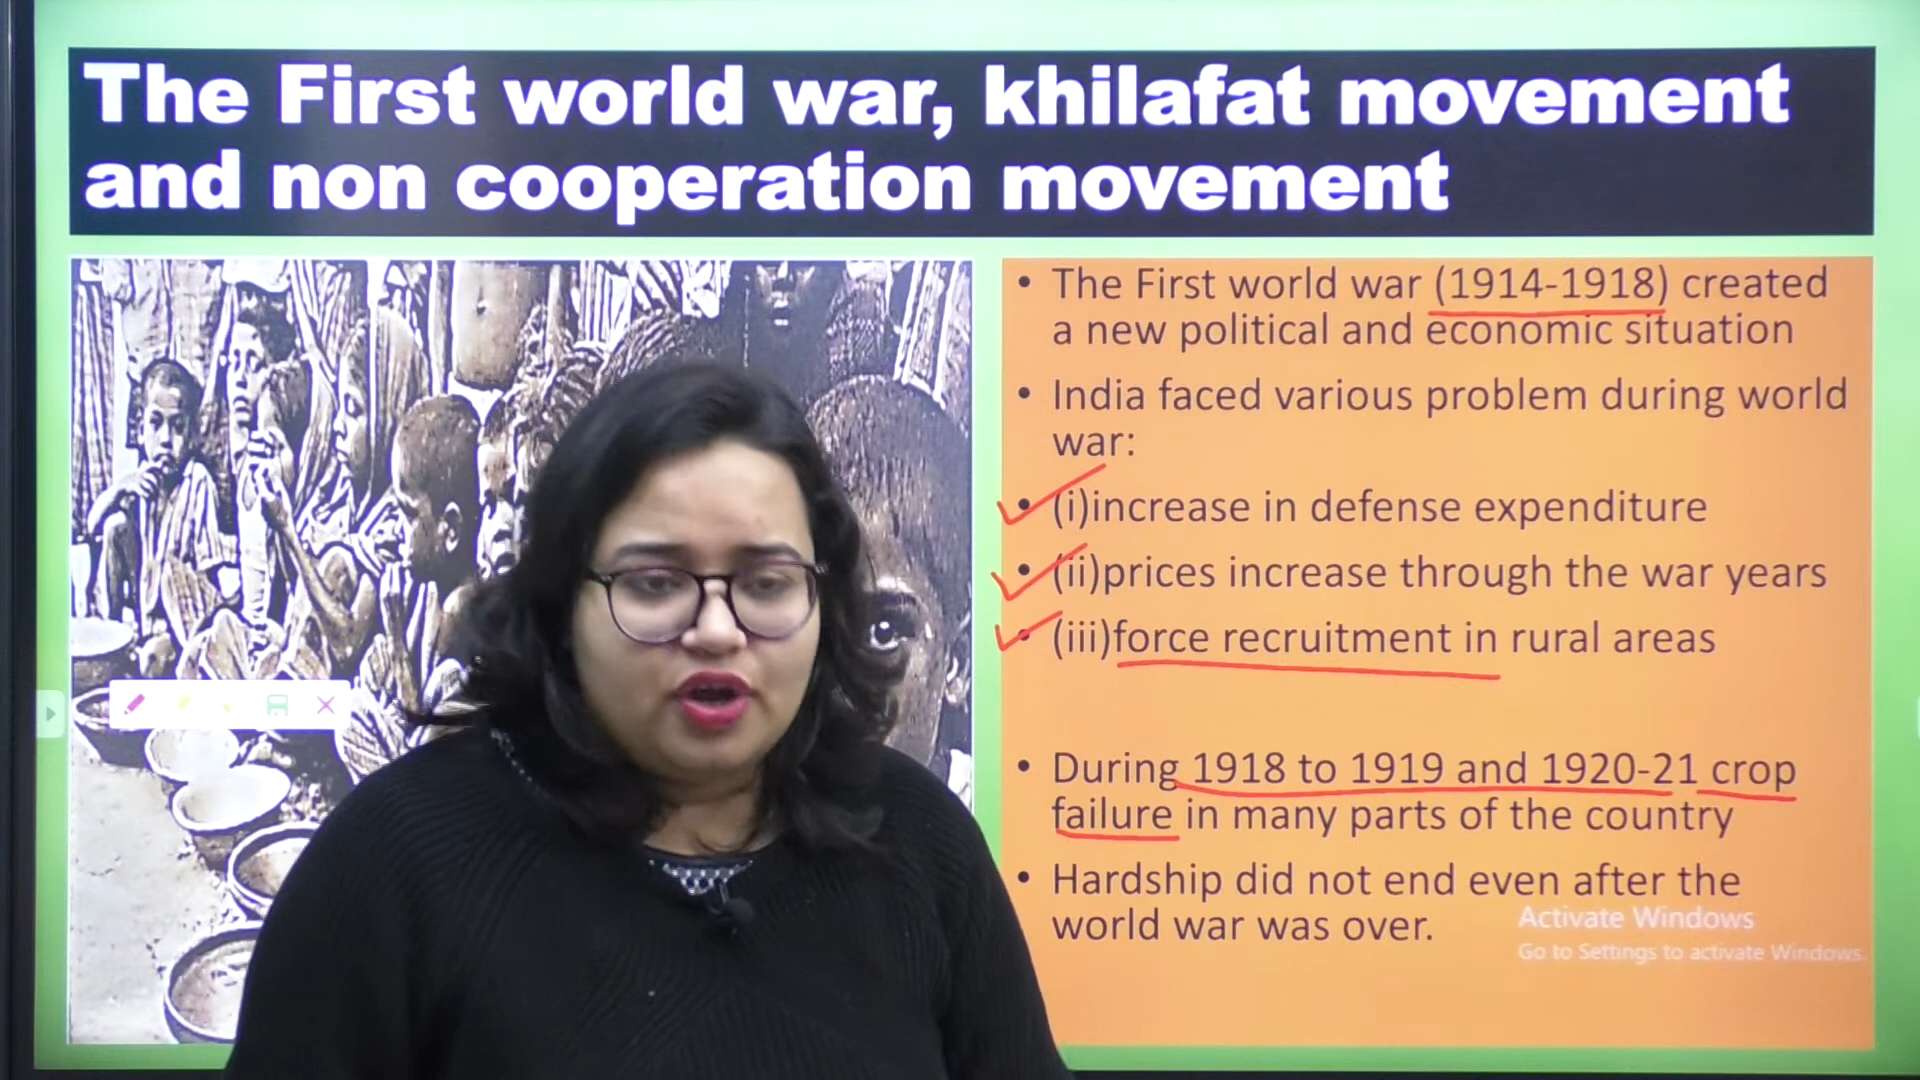 The First world war, khilafat movement
and non cooperation movement
• The First world war (1914-1918) created
a new political and economic situation
• India faced various problem during world
war:
• (i)increase in defense expenditure
• (ii)prices increase through the war years
• (iii)force recruitment in rural areas
• During 1918 to 1919 and 1920-21 crop
failure in many parts of the country
• Hardship did not end even after the
world war was over.
Activate Windows
Go to Settings to activate Windows.